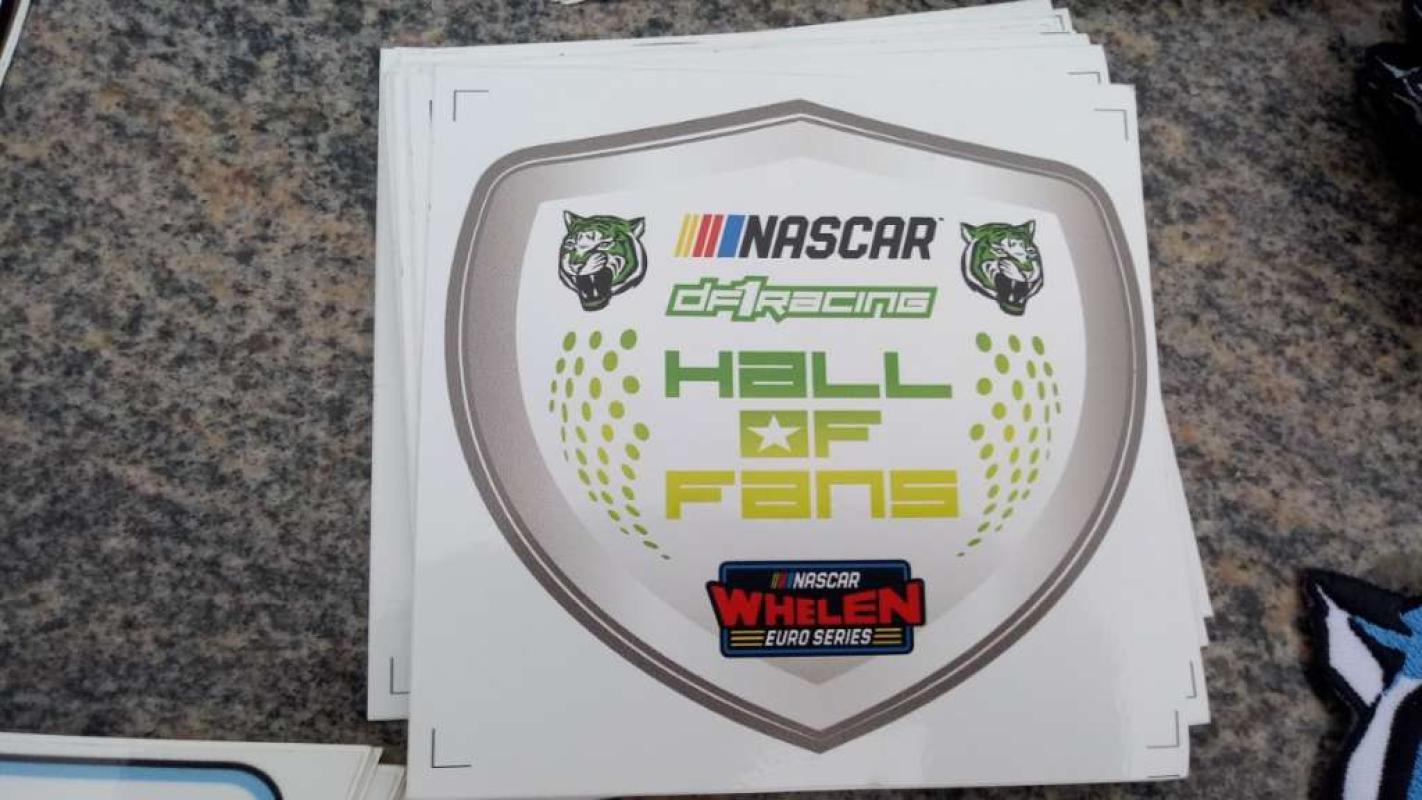 NASCAR
DF1RACING
HALL
OF
FANS
NASCAR
WHELEN
EURO SERIES